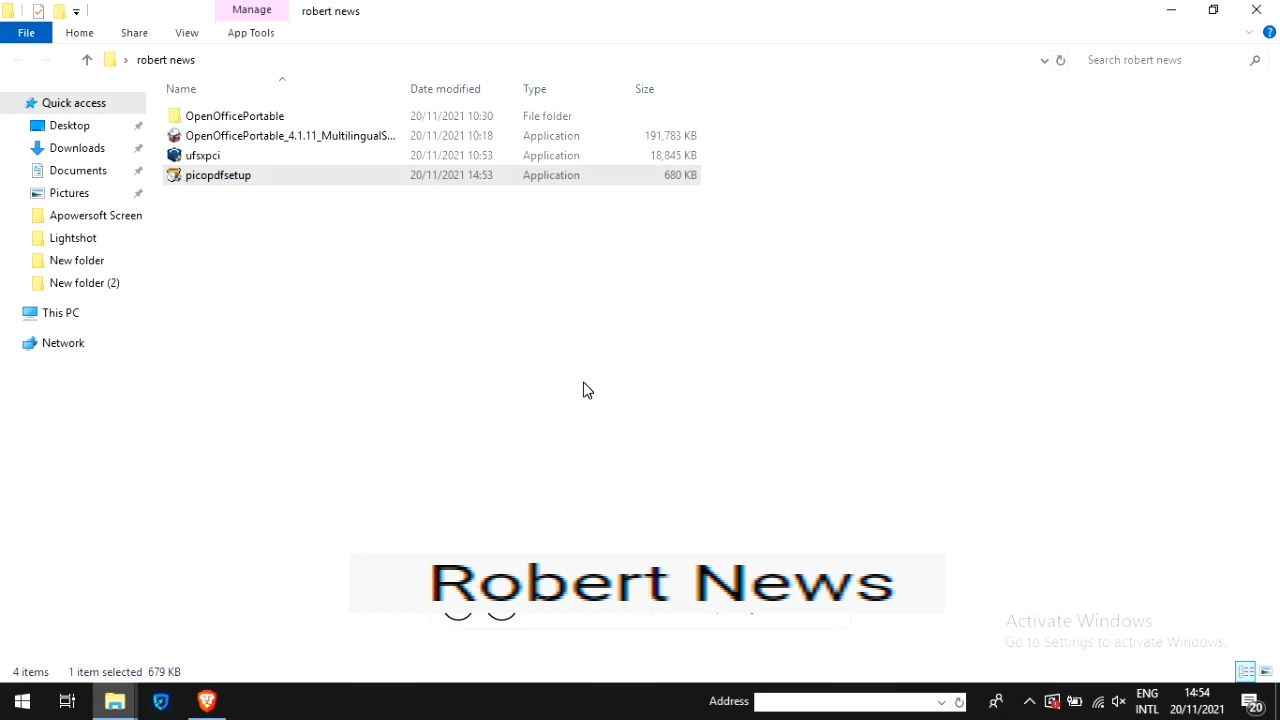 Manage
robert news
File
Home
Share
View
App Tools
robert news
Search robert news
Name
Date modified
Type
Size
Quick access
Desktop
Downloads
Documents
Pictures
Apowersoft Screen
Lightshot
New folder
New folder (2)
This PC
Network
OpenOfficePortable 20/11/2021 10:30 File folder
OpenOfficePortable_4.1.11_MultilingualS... 20/11/2021 10:18 Application 191,783 KB
ufsxpci 20/11/2021 10:53 Application 18,845 KB
picopdfsetup 20/11/2021 14:53 Application 680 KB
Robert News
Activate Windows
Go to Settings to activate Windows.
4 items 1 item selected 679 KB
Address
ENG
INTL
14:54
20/11/2021
20